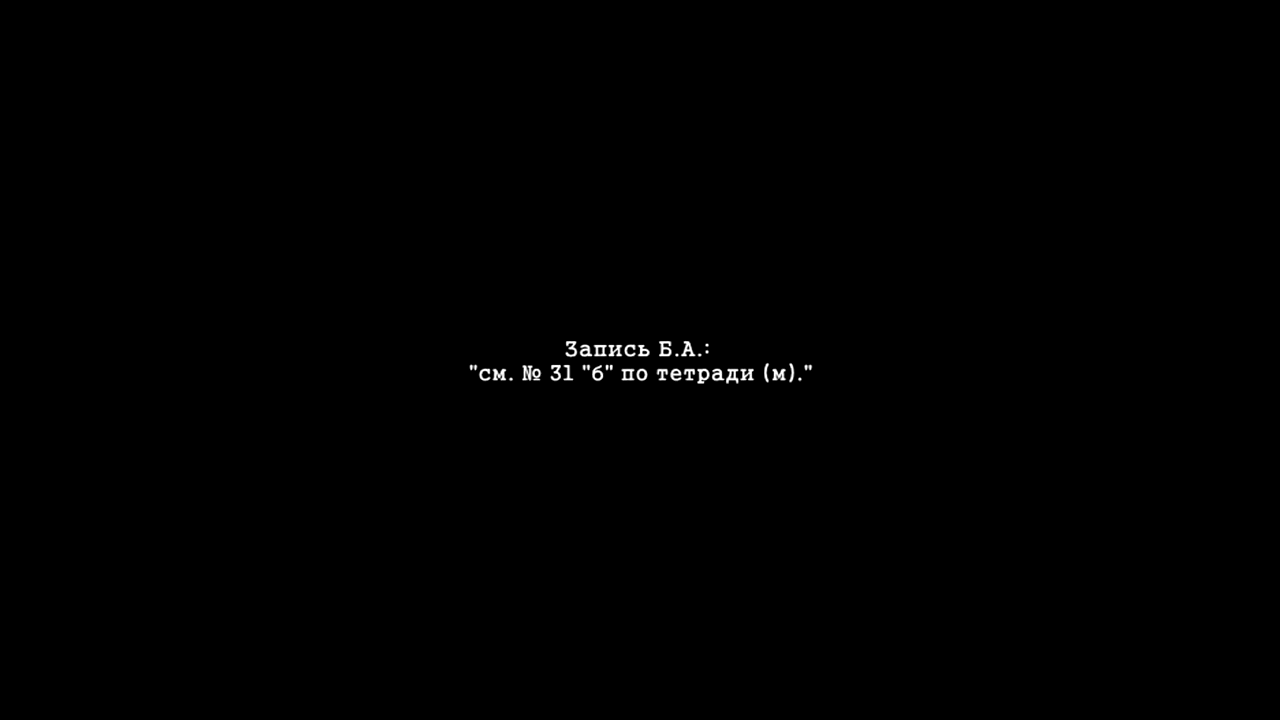 Запись Б.А.:
"см. № 31 "б" по тетради (м)."